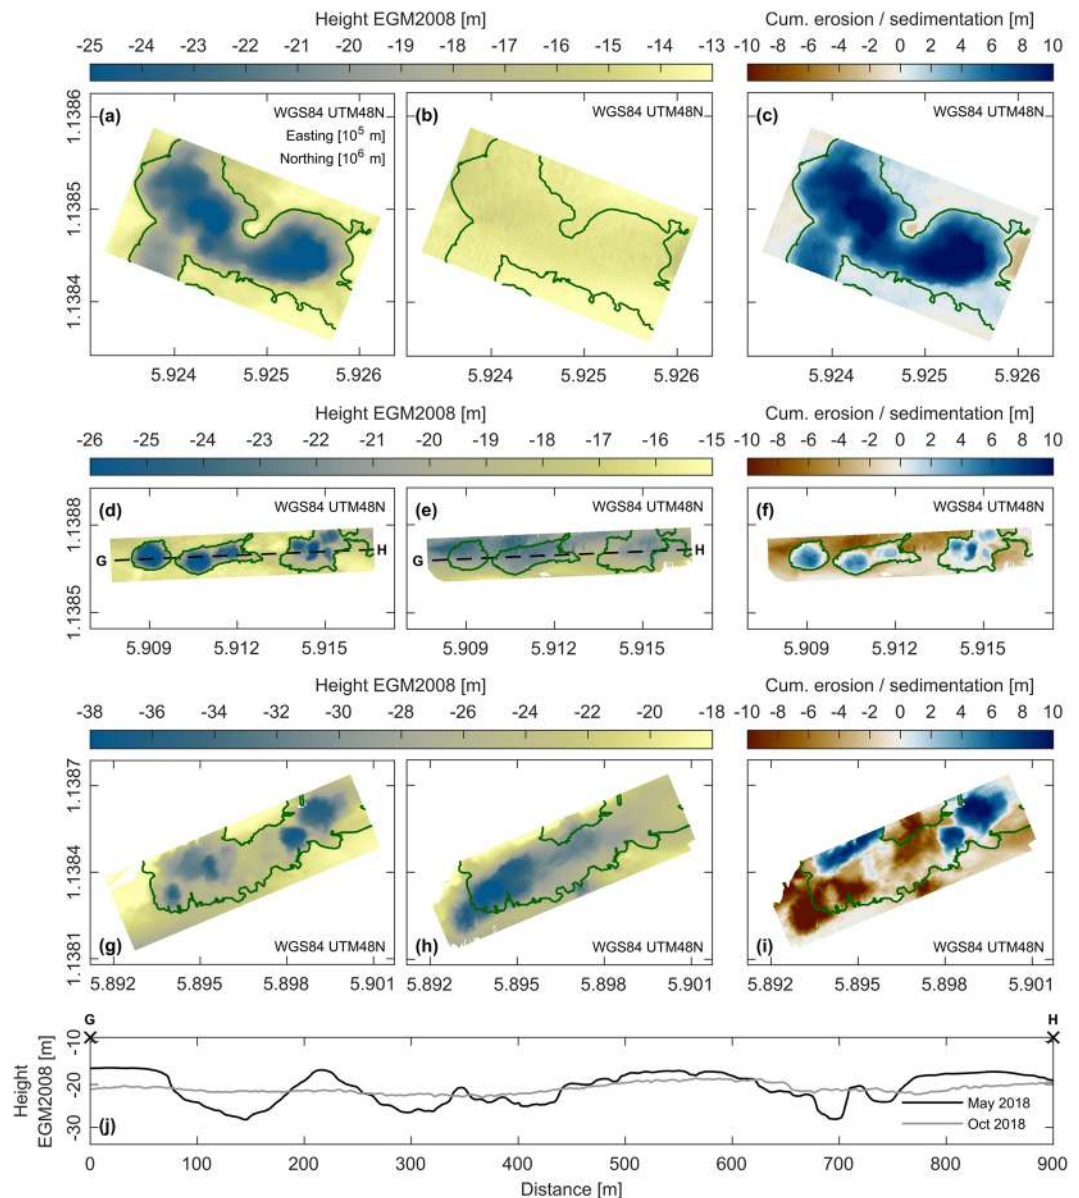 Height EGM2008 [m] Cum. erosion / sedimentation [m]
-25 -24 -23 -22 -21 -20 -19 -18 -17 -16 -15 -14 -13 -10 -8 -6 -4 -2 0 2 4 6 8 10
(a) WGS84 UTM48N (b) WGS84 UTM48N (c) WGS84 UTM48N
Easting [10⁵ m]
Northing [10⁶ m]
1.1386
1.1385
1.1384
5.924 5.925 5.926 5.924 5.925 5.926 5.924 5.925 5.926
Height EGM2008 [m] Cum. erosion / sedimentation [m]
-26 -25 -24 -23 -22 -21 -20 -19 -18 -17 -16 -15 -10 -8 -6 -4 -2 0 2 4 6 8 10
(d) WGS84 UTM48N (e) WGS84 UTM48N (f) WGS84 UTM48N
1.1388
G H G H
1.1385
5.909 5.912 5.915 5.909 5.912 5.915 5.909 5.912 5.915
Height EGM2008 [m] Cum. erosion / sedimentation [m]
-38 -36 -34 -32 -30 -28 -26 -24 -22 -20 -18 -10 -8 -6 -4 -2 0 2 4 6 8 10
1.1387
1.1384
1.1381
(g) WGS84 UTM48N (h) WGS84 UTM48N (i) WGS84 UTM48N
5.892 5.895 5.898 5.901 5.892 5.895 5.898 5.901 5.892 5.895 5.898 5.901
G H
Height
EGM2008 [m]
-10
-20
-30
(j)
May 2018
Oct 2018
0 100 200 300 400 500 600 700 800 900
Distance [m]